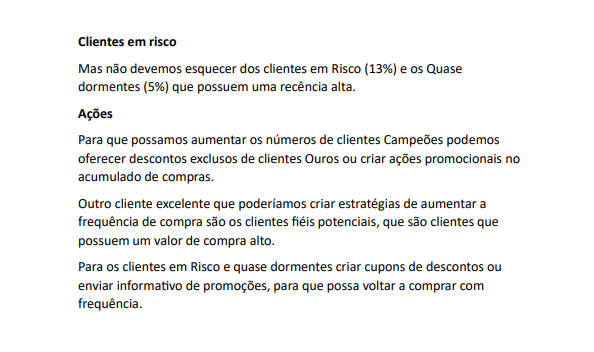 Clientes em risco
Mas não devemos esquecer dos clientes em Risco (13%) e os Quase
dormentes (5%) que possuem uma recência alta.
Ações
Para que possamos aumentar os números de clientes Campeões podemos
oferecer descontos exclusos de clientes Ouros ou criar ações promocionais no
acumulado de compras.
Outro cliente excelente que poderíamos criar estratégias de aumentar a
frequência de compra são os clientes fiéis potenciais, que são clientes que
possuem um valor de compra alto.
Para os clientes em Risco e quase dormentes criar cupons de descontos ou
enviar informativo de promoções, para que possa voltar a comprar com
frequência.